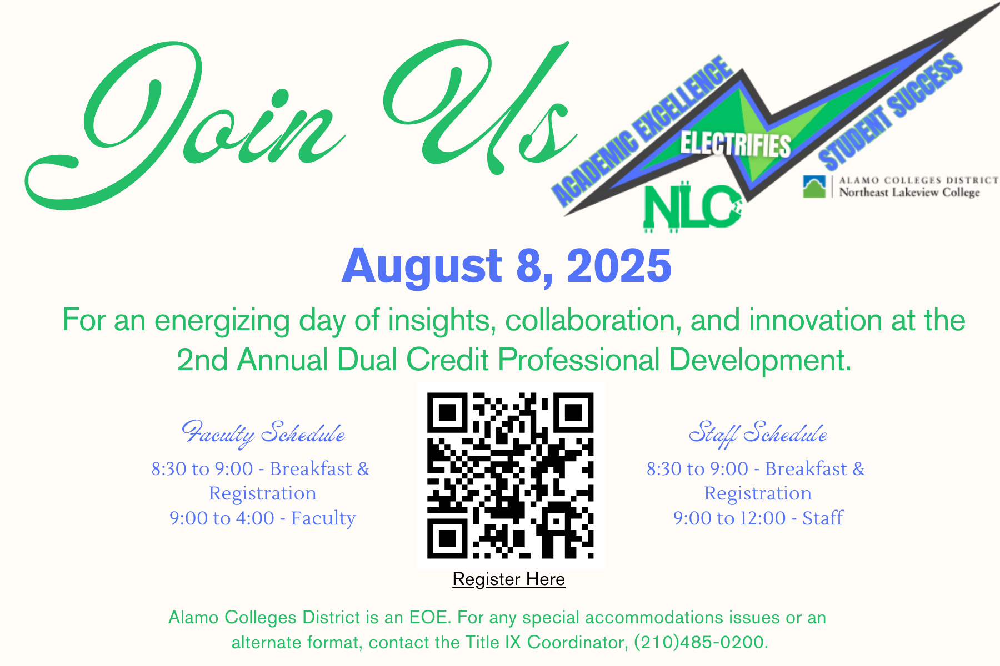 Join Us
ACADEMIC EXCELLENCE
ELECTRIFIES
STUDENT SUCCESS
NLC
ALAMO COLLEGES DISTRICT
Northeast Lakeview College
August 8, 2025
For an energizing day of insights, collaboration, and innovation at the
2nd Annual Dual Credit Professional Development.
Faculty Schedule
8:30 to 9:00 - Breakfast &
Registration
9:00 to 4:00 - Faculty
Staff Schedule
8:30 to 9:00 - Breakfast &
Registration
9:00 to 12:00 - Staff
Register Here
Alamo Colleges District is an EOE. For any special accommodations issues or an
alternate format, contact the Title IX Coordinator, (210)485-0200.